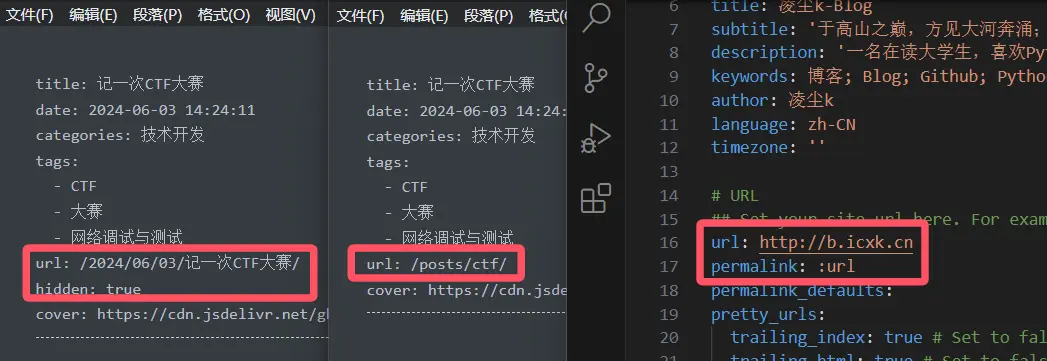 文件(F) 编辑(E) 段落(P) 格式(O) 视图(V)
title: 记一次CTF大赛
date: 2024-06-03 14:24:11
categories: 技术开发
tags:
- CTF
- 大赛
- 网络调试与测试
url: /2024/06/03/记一次CTF大赛/
hidden: true
cover: https://cdn.jsdelivr.net/g
文件(F) 编辑(E) 段落(P) 格式(O
title: 记一次CTF大赛
date: 2024-06-03 14:24:11
categories: 技术开发
tags:
- CTF
- 大赛
- 网络调试与测试
url: /posts/ctf/
cover: https://cdn.j
6 title: 凌尘k-Blog
7 subtitle: '于高山之巅，方见大河奔涌；
8 description: '一名在读大学生，喜欢Py
9 keywords: 博客; Blog; Github; Python
10 author: 凌尘k
11 language: zh-CN
12 timezone: ''
13
14 # URL
15 ## Set your site url here. For exam
16 url: http://b.icxk.cn
17 permalink: :url
18 permalink_defaults:
19 pretty_urls:
20 trailing_index: true # Set to fal
21 trailing_html: true # Set to fals